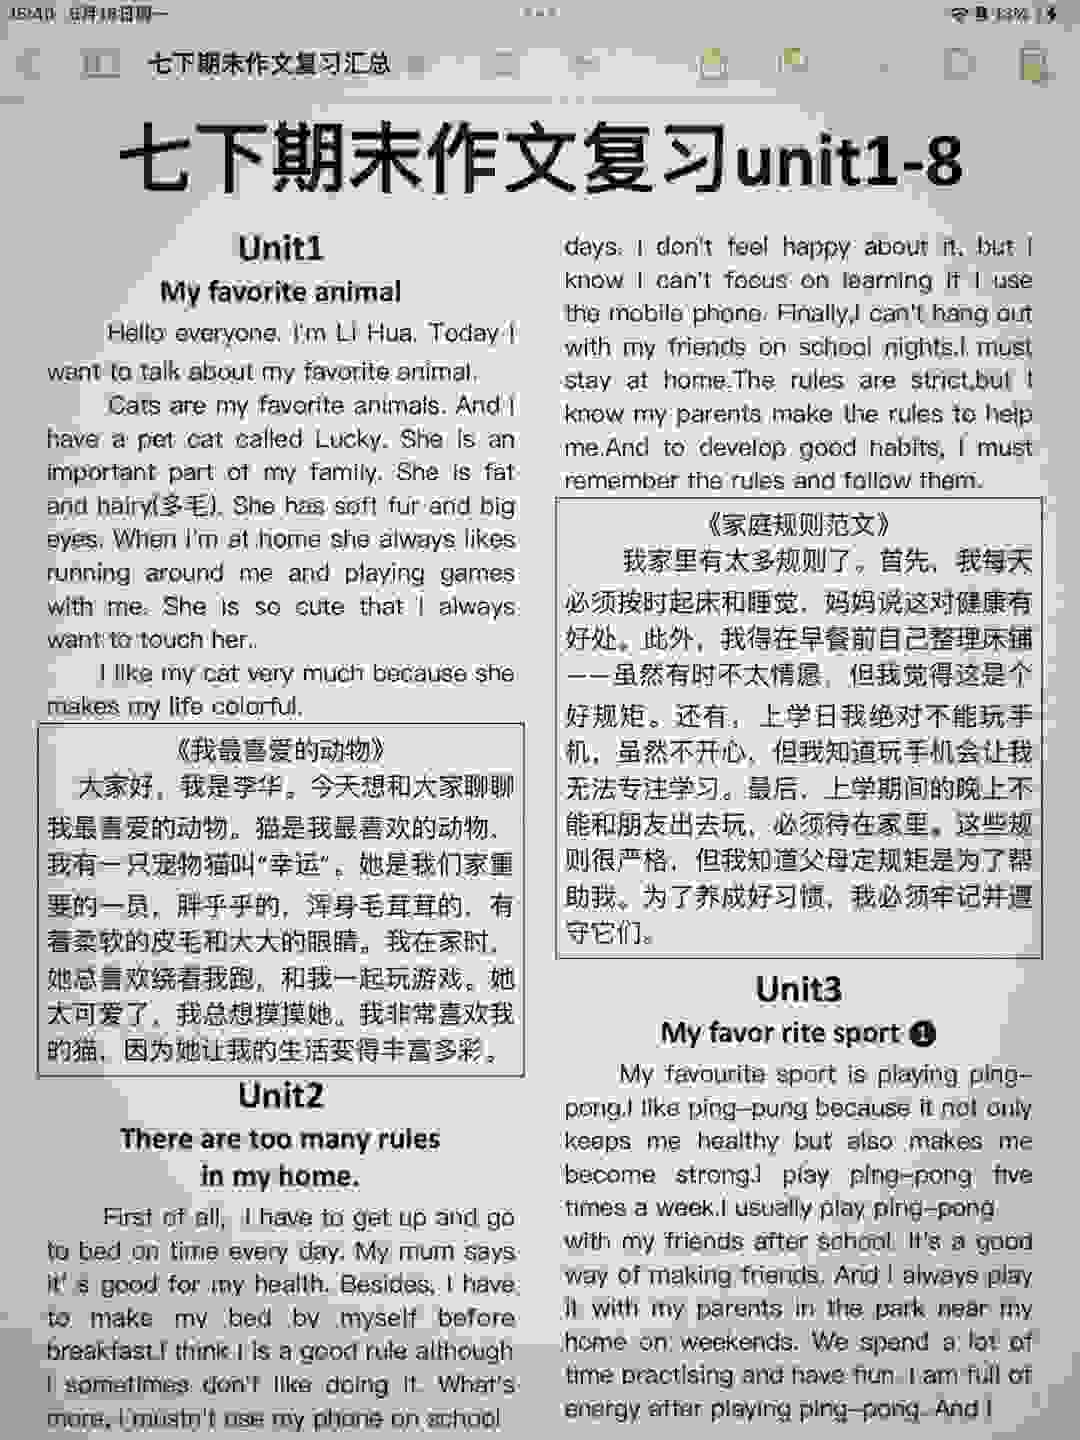 七下期末作文复习汇总
七下期末作文复习unit1-8
Unit1
My favorite animal
Hello everyone. I'm Li Hua. Today I
want to talk about my favorite animal.
Cats are my favorite animals. And I
have a pet cat called Lucky. She is an
important part of my family. She is fat
and hairy(多毛). She has soft fur and big
eyes. When I'm at home she always likes
running around me and playing games
with me. She is so cute that I always
want to touch her..
I like my cat very much because she
makes my life colorful.
《我最喜爱的动物》
大家好，我是李华。今天想和大家聊聊
我最喜爱的动物。猫是我最喜欢的动物，
我有一只宠物猫叫“幸运”。她是我们家重
要的一员，胖乎乎的，浑身毛茸茸的，有
着柔软的皮毛和大大的眼睛。我在家时，
她总喜欢绕着我跑，和我一起玩游戏。她
太可爱了，我总想摸摸她。我非常喜欢我
的猫，因为她让我的生活变得丰富多彩。
Unit2
There are too many rules
in my home.
First of all, I have to get up and go
to bed on time every day. My mum says
it' s good for my health. Besides, I have
to make my bed by myself before
breakfast.I think i is a good rule although
I sometimes don't like doing it. What's
more, I mustn't use my phone on school
days. I don't feel happy about it, but I
know I can't focus on learning if I use
the mobile phone. Finally,I can't hang out
with my friends on school nights.I must
stay at home.The rules are strict,but I
know my parents make the rules to help
me.And to develop good habits, I must
remember the rules and follow them.
《家庭规则范文》
我家里有太多规则了。首先，我每天
必须按时起床和睡觉，妈妈说这对健康有
好处。此外，我得在早餐前自己整理床铺
——虽然有时不太情愿，但我觉得这是个
好规矩。还有，上学日我绝对不能玩手
机，虽然不开心，但我知道玩手机会让我
无法专注学习。最后，上学期间的晚上不
能和朋友出去玩，必须待在家里。这些规
则很严格，但我知道父母定规矩是为了帮
助我。为了养成好习惯，我必须牢记并遵
守它们。
Unit3
My favor rite sport ❶
My favourite sport is playing ping-
pong.I like ping-pung because it not only
keeps me healthy but also makes me
become strong.I play ping-pong five
times a week.I usually play ping-pong
with my friends after school. It's a good
way of making friends. And I always play
it with my parents in the park near my
home on weekends. We spend a lot of
time practising and have fiun. I am full of
energy after playing ping-pong. And I